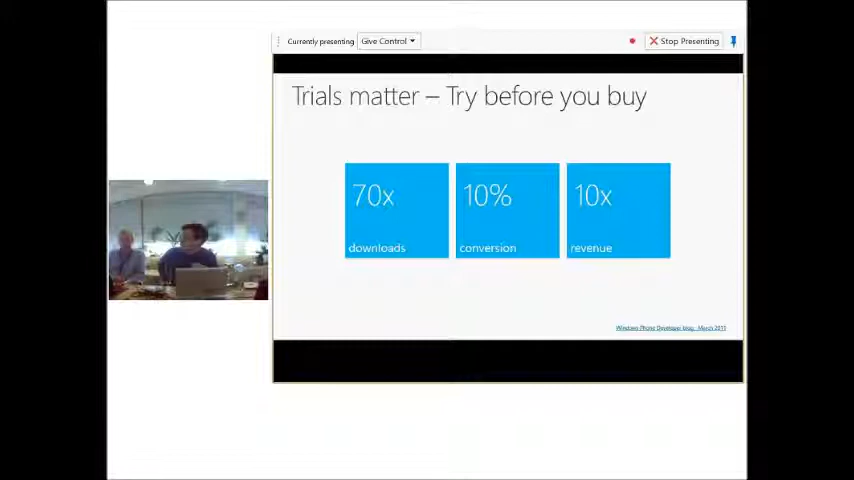 Currently presenting Give Control Stop Presenting
Trials matter – Try before you buy
70x 10% 10x
downloads conversion revenue
Windows Phone Developer blog, March 2011